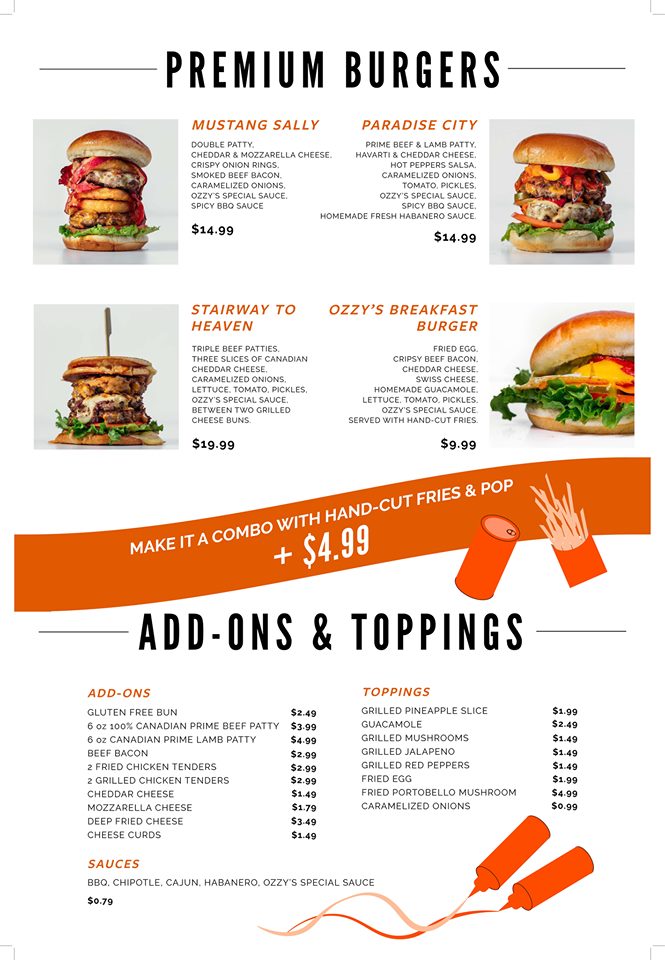 PREMIUM BURGERS
MUSTANG SALLY
DOUBLE PATTY,
CHEDDAR & MOZZARELLA CHEESE,
CRISPY ONION RINGS,
SMOKED BEEF BACON,
CARAMELIZED ONIONS,
OZZY'S SPECIAL SAUCE,
SPICY BBQ SAUCE
$14.99
PARADISE CITY
PRIME BEEF & LAMB PATTY,
HAVARTI & CHEDDAR CHEESE,
HOT PEPPERS SALSA,
CARAMELIZED ONIONS,
TOMATO, PICKLES,
OZZY'S SPECIAL SAUCE,
SPICY BBQ SAUCE,
HOMEMADE FRESH HABANERO SAUCE.
$14.99
STAIRWAY TO
HEAVEN
TRIPLE BEEF PATTIES,
THREE SLICES OF CANADIAN
CHEDDAR CHEESE,
CARAMELIZED ONIONS,
LETTUCE, TOMATO, PICKLES,
OZZY'S SPECIAL SAUCE,
BETWEEN TWO GRILLED
CHEESE BUNS.
$19.99
OZZY'S BREAKFAST
BURGER
FRIED EGG,
CRIPSY BEEF BACON,
CHEDDAR CHEESE,
SWISS CHEESE,
HOMEMADE GUACAMOLE,
LETTUCE, TOMATO, PICKLES,
OZZY'S SPECIAL SAUCE.
SERVED WITH HAND-CUT FRIES.
$9.99
MAKE IT A COMBO WITH HAND-CUT FRIES & POP
+ $4.99
ADD-ONS & TOPPINGS
ADD-ONS
GLUTEN FREE BUN $2.49
6 oz 100% CANADIAN PRIME BEEF PATTY $3.99
6 oz CANADIAN PRIME LAMB PATTY $4.99
BEEF BACON $2.99
2 FRIED CHICKEN TENDERS $2.99
2 GRILLED CHICKEN TENDERS $2.99
CHEDDAR CHEESE $1.49
MOZZARELLA CHEESE $1.79
DEEP FRIED CHEESE $3.49
CHEESE CURDS $1.49
TOPPINGS
GRILLED PINEAPPLE SLICE $1.99
GUACAMOLE $2.49
GRILLED MUSHROOMS $1.49
GRILLED JALAPENO $1.49
GRILLED RED PEPPERS $1.49
FRIED EGG $1.99
FRIED PORTOBELLO MUSHROOM $4.99
CARAMELIZED ONIONS $0.99
SAUCES
BBQ, CHIPOTLE, CAJUN, HABANERO, OZZY'S SPECIAL SAUCE
$0.79